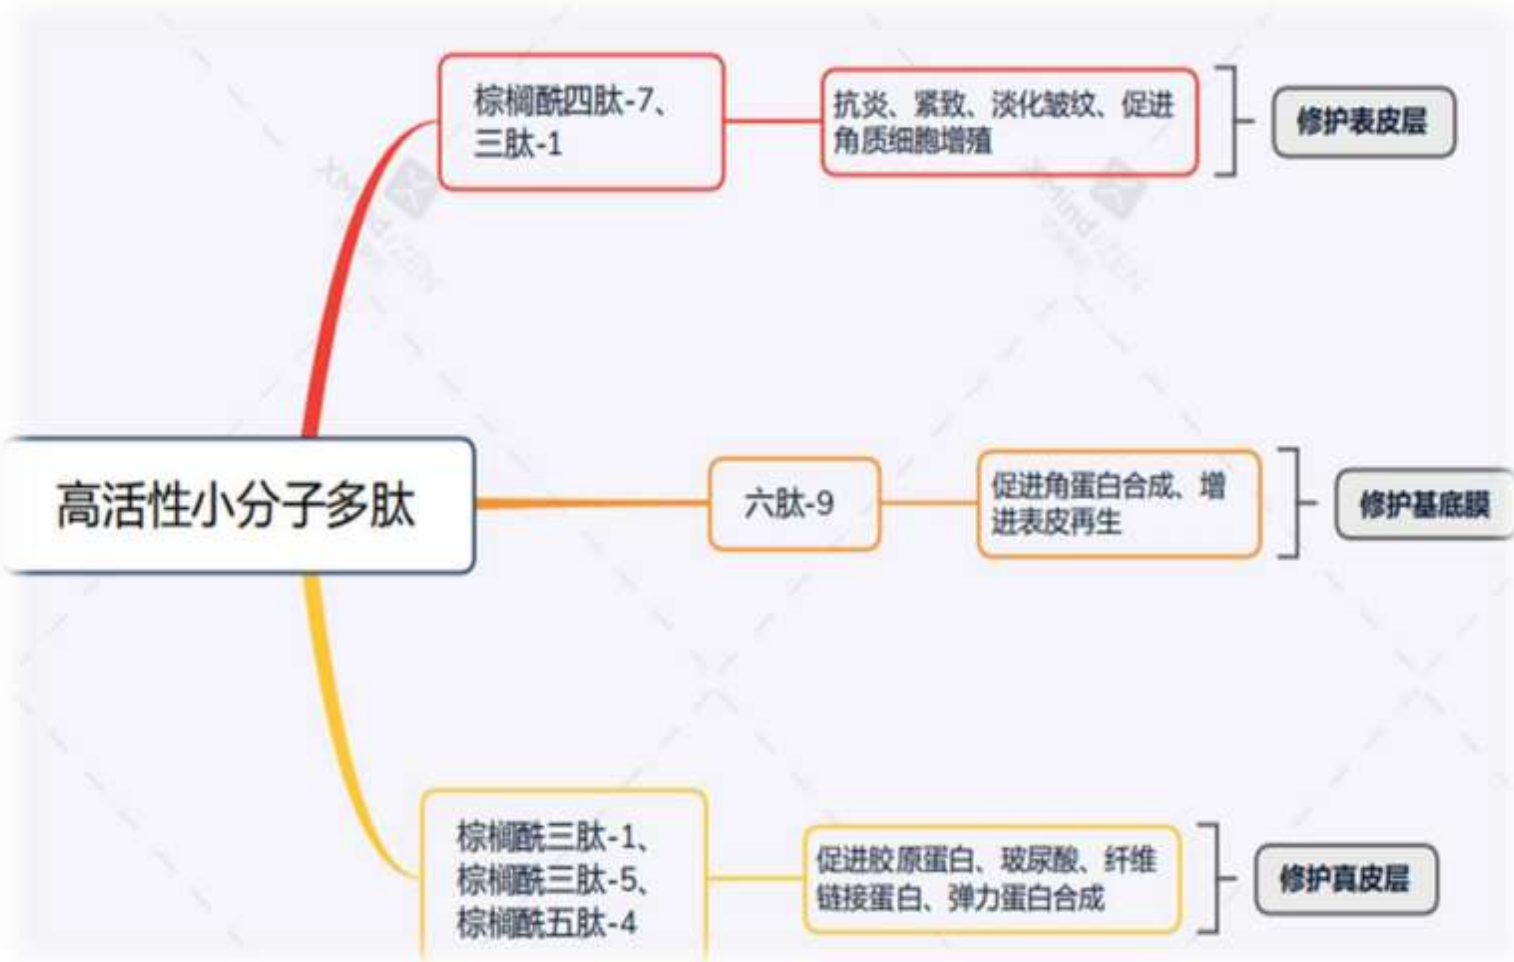 棕榈酰四肽-7、
三肽-1
抗炎、紧致、淡化皱纹、促进
角质细胞增殖
修护表皮层
高活性小分子多肽
六肽-9
促进角蛋白合成、增
进表皮再生
修护基底膜
棕榈酰三肽-1、
棕榈酰三肽-5、
棕榈酰五肽-4
促进胶原蛋白、玻尿酸、纤维
链接蛋白、弹力蛋白合成
修护真皮层